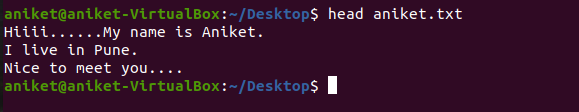 aniket@aniket-VirtualBox:~/Desktop$ head aniket.txt
Hiiii......My name is Aniket.
I live in Pune.
Nice to meet you....
aniket@aniket-VirtualBox:~/Desktop$